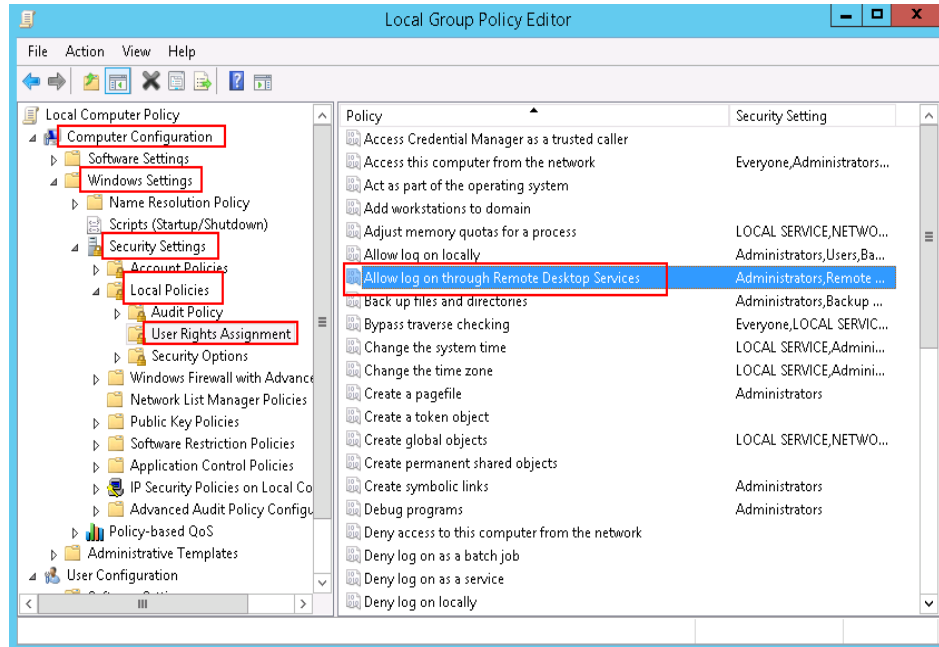 Local Group Policy Editor
File Action View Help
Local Computer Policy
Computer Configuration
Software Settings
Windows Settings
Name Resolution Policy
Scripts (Startup/Shutdown)
Security Settings
Account Policies
Local Policies
Audit Policy
User Rights Assignment
Security Options
Windows Firewall with Advance
Network List Manager Policies
Public Key Policies
Software Restriction Policies
Application Control Policies
IP Security Policies on Local Co
Advanced Audit Policy Configu
Policy-based QoS
Administrative Templates
User Configuration
Policy Security Setting
Access Credential Manager as a trusted caller
Access this computer from the network Everyone,Administrators...
Act as part of the operating system
Add workstations to domain
Adjust memory quotas for a process LOCAL SERVICE,NETWO...
Allow log on locally Administrators,Users,Ba...
Allow log on through Remote Desktop Services Administrators,Remote ...
Back up files and directories Administrators,Backup ...
Bypass traverse checking Everyone,LOCAL SERVIC...
Change the system time LOCAL SERVICE,Admini...
Change the time zone LOCAL SERVICE,Admini...
Create a pagefile Administrators
Create a token object
Create global objects LOCAL SERVICE,NETWO...
Create permanent shared objects
Create symbolic links Administrators
Debug programs Administrators
Deny access to this computer from the network
Deny log on as a batch job
Deny log on as a service
Deny log on locally